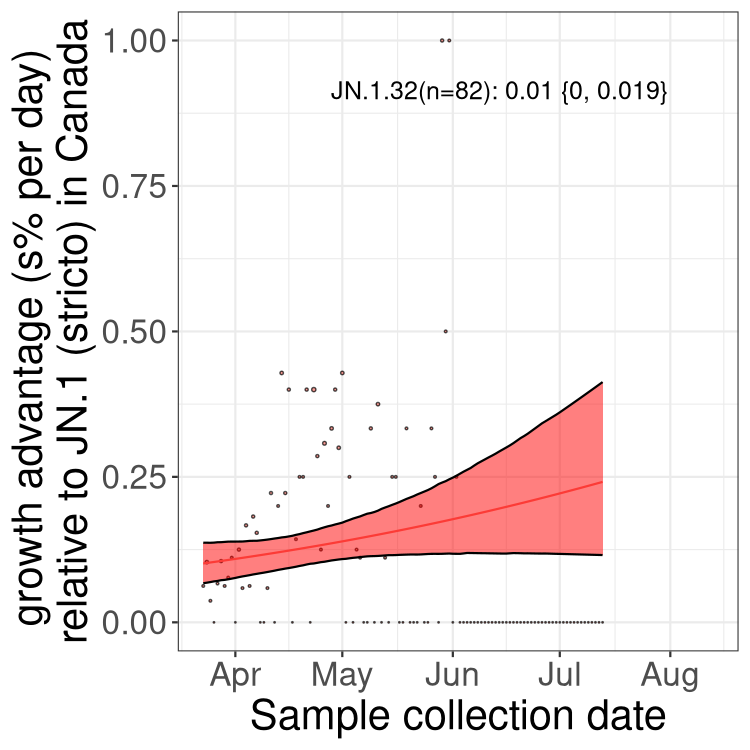 growth advantage (s% per day)
relative to JN.1 (stricto) in Canada
1.00
0.75
0.50
0.25
0.00
JN.1.32(n=82): 0.01 {0, 0.019}
Apr May Jun Jul Aug
Sample collection date